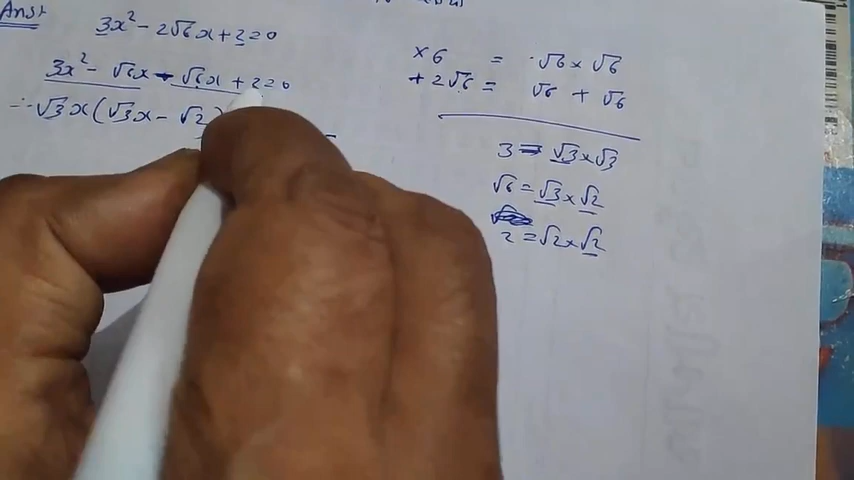 Ans:
3x² - 2√6x + 2 = 0
3x² - √6x - √6x + 2 = 0
∴ √3x(√3x - √2)
×6 = √6 × √6
+ 2√6 = √6 + √6
3 = √3 × √3
√6 = √3 × √2
2 = √2 × √2